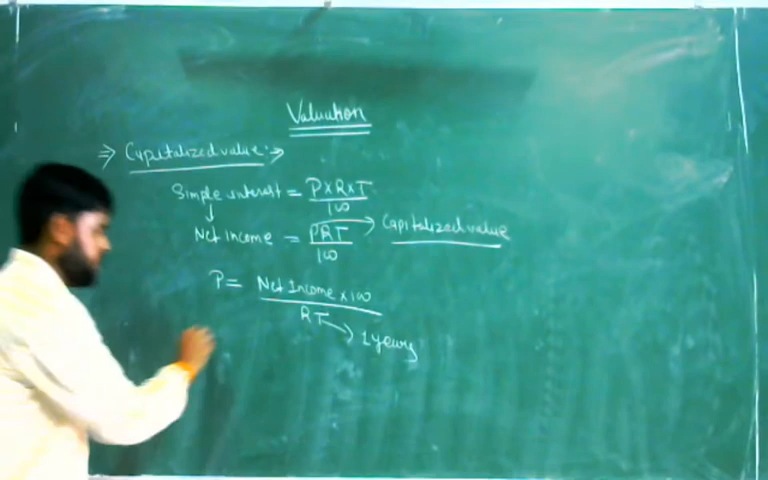 Valuation
⇒ Capitalized value :→
Simple interest = P×R×T
100
Net income = PRT → Capitalized value
100
P = Net Income × 100
RT → 1 years